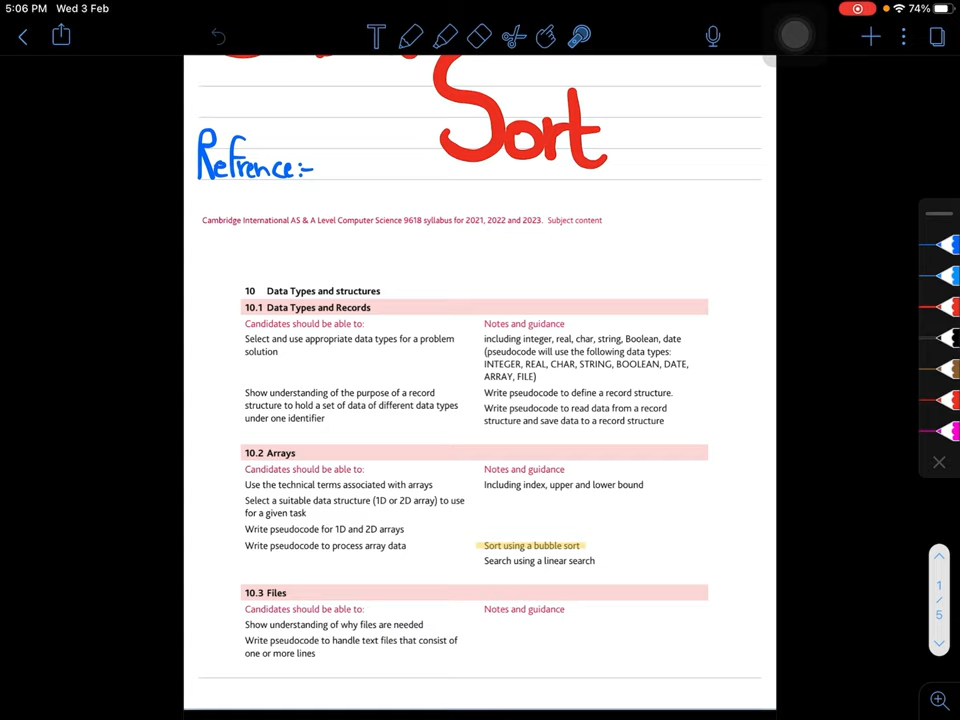 5:06 PM Wed 3 Feb
74%
T
Sort
Refrence:-
Cambridge International AS & A Level Computer Science 9618 syllabus for 2021, 2022 and 2023. Subject content
10 Data Types and structures
10.1 Data Types and Records
Candidates should be able to:
Notes and guidance
Select and use appropriate data types for a problem
solution
including integer, real, char, string, Boolean, date
(pseudocode will use the following data types:
INTEGER, REAL, CHAR, STRING, BOOLEAN, DATE,
ARRAY, FILE)
Show understanding of the purpose of a record
structure to hold a set of data of different data types
under one identifier
Write pseudocode to define a record structure.
Write pseudocode to read data from a record
structure and save data to a record structure
10.2 Arrays
Candidates should be able to:
Notes and guidance
Use the technical terms associated with arrays
Including index, upper and lower bound
Select a suitable data structure (1D or 2D array) to use
for a given task
Write pseudocode for 1D and 2D arrays
Write pseudocode to process array data
Sort using a bubble sort
Search using a linear search
10.3 Files
Candidates should be able to:
Notes and guidance
Show understanding of why files are needed
Write pseudocode to handle text files that consist of
one or more lines
1
/
5